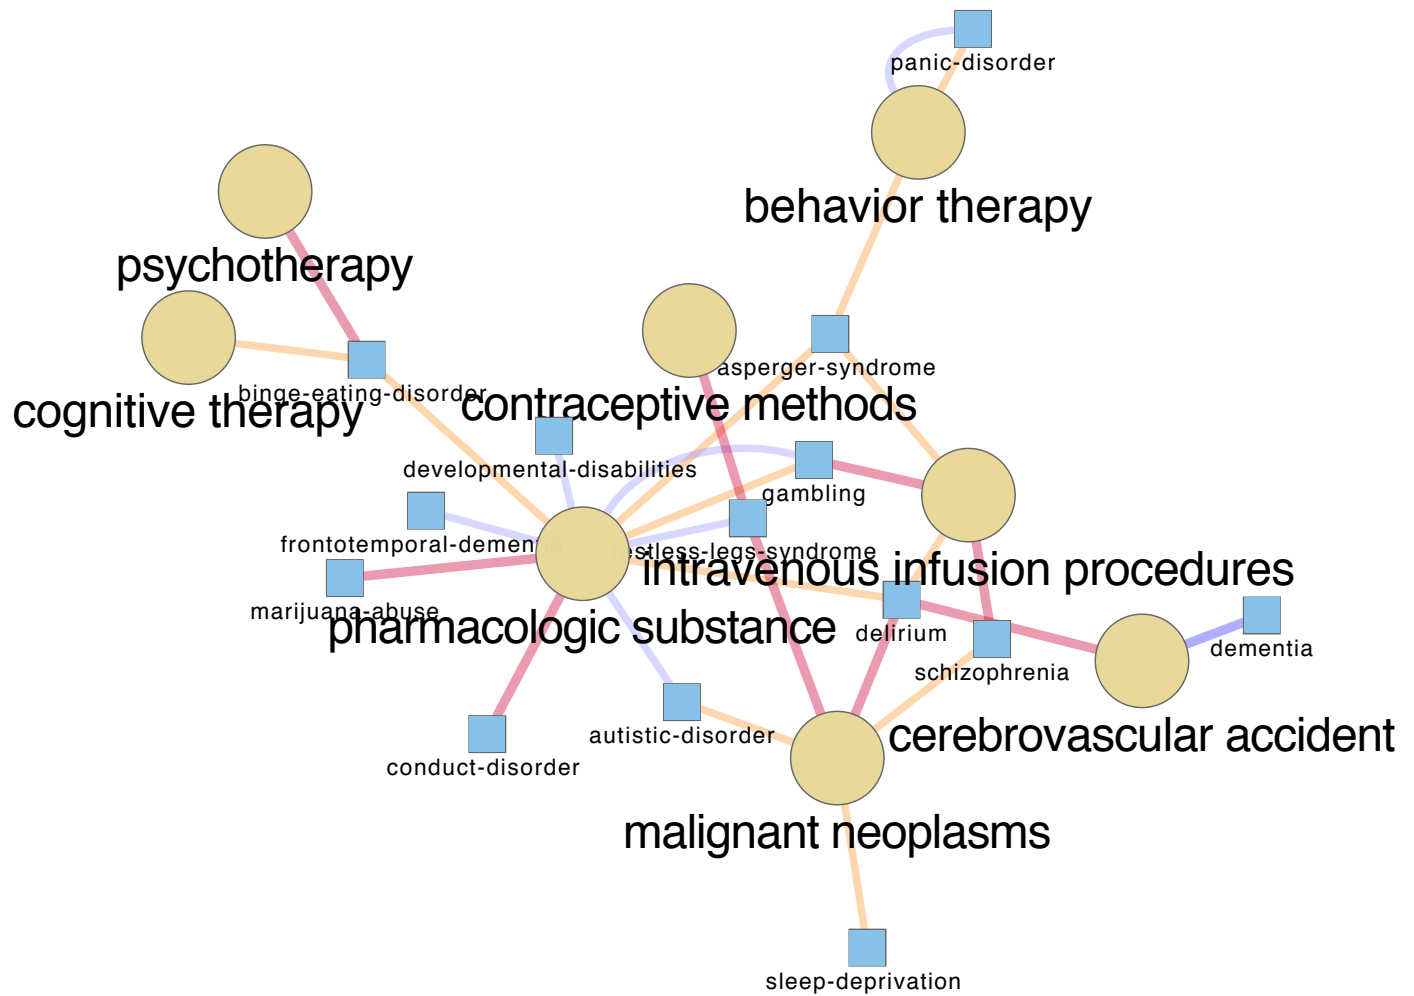 panic-disorder
behavior therapy
psychotherapy
asperger-syndrome
binge-eating-disorder
cognitive therapy
contraceptive methods
developmental-disabilities
gambling
frontotemporal-dementia
restless-legs-syndrome
intravenous infusion procedures
marijuana-abuse
pharmacologic substance
delirium
dementia
schizophrenia
autistic-disorder
cerebrovascular accident
conduct-disorder
malignant neoplasms
sleep-deprivation